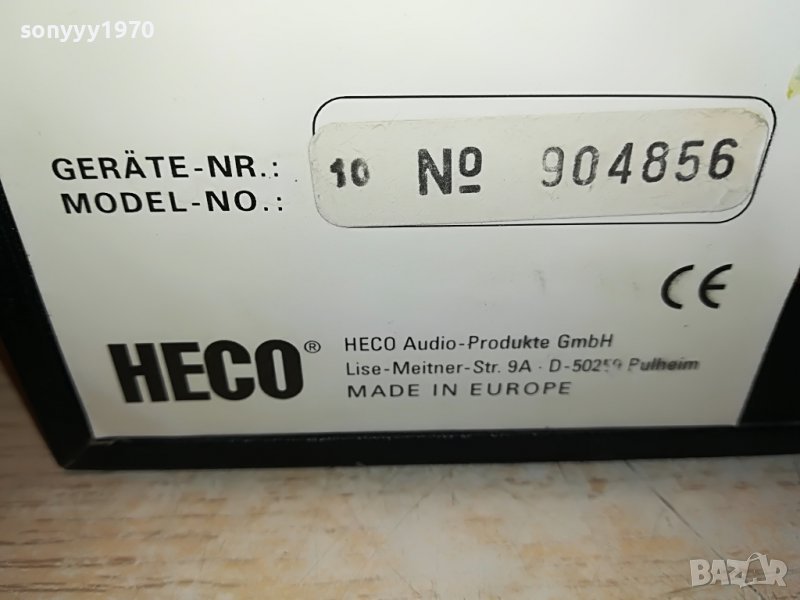 sonyyy1970
GERÄTE-NR.:
MODEL-NO.:
10 Nº 904856
CE
HECO®
HECO Audio-Produkte GmbH
Lise-Meitner-Str. 9A · D-50259 Pulheim
MADE IN EUROPE
BAZAR